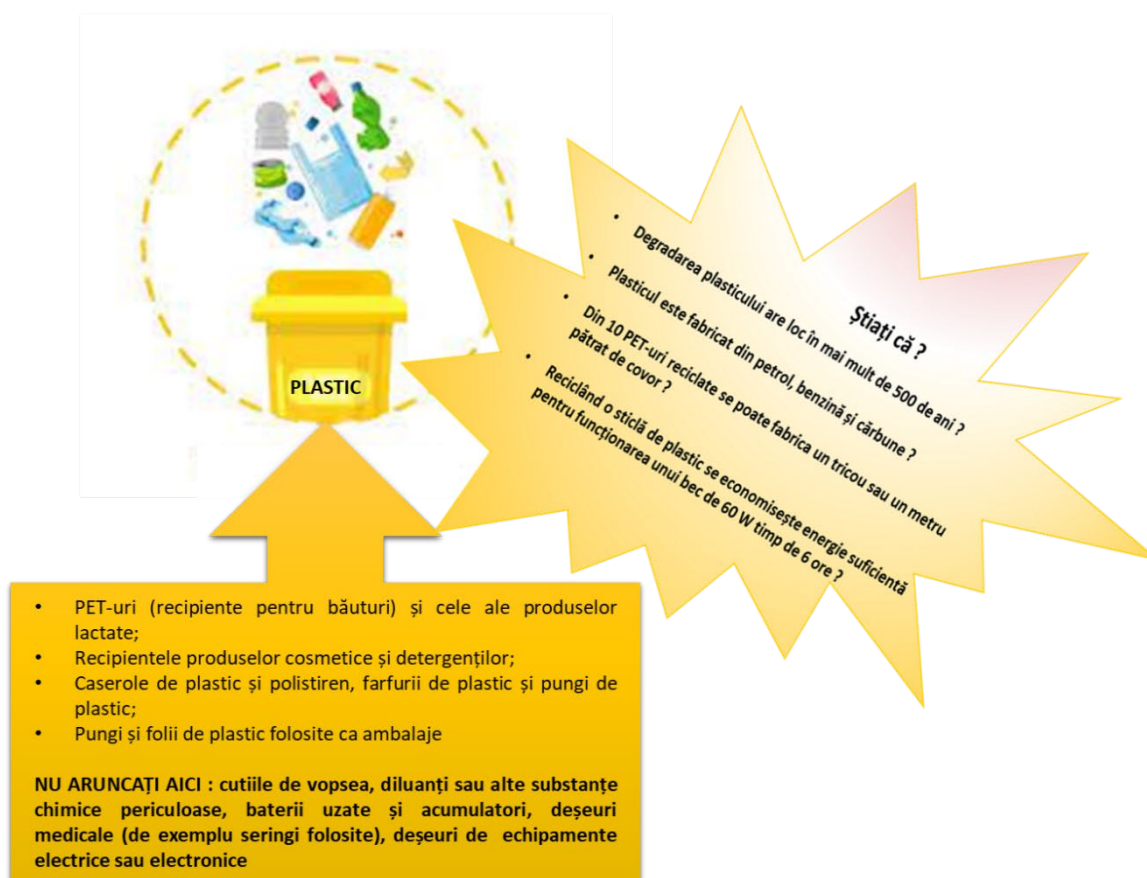 PLASTIC
Știați că ?
• Degradarea plasticului are loc în mai mult de 500 de ani ?
• Plasticul este fabricat din petrol, benzină și cărbune ?
• Din 10 PET-uri reciclate se poate fabrica un tricou sau un metru
pătrat de covor ?
• Reciclând o sticlă de plastic se economisește energie suficientă
pentru funcționarea unui bec de 60 W timp de 6 ore ?
• PET-uri (recipiente pentru băuturi) și cele ale produselor
lactate;
• Recipientele produselor cosmetice și detergenților;
• Caserole de plastic și polistiren, farfurii de plastic și pungi de
plastic;
• Pungi și folii de plastic folosite ca ambalaje
NU ARUNCAȚI AICI : cutiile de vopsea, diluanți sau alte substanțe
chimice periculoase, baterii uzate și acumulatori, deșeuri
medicale (de exemplu seringi folosite), deșeuri de echipamente
electrice sau electronice